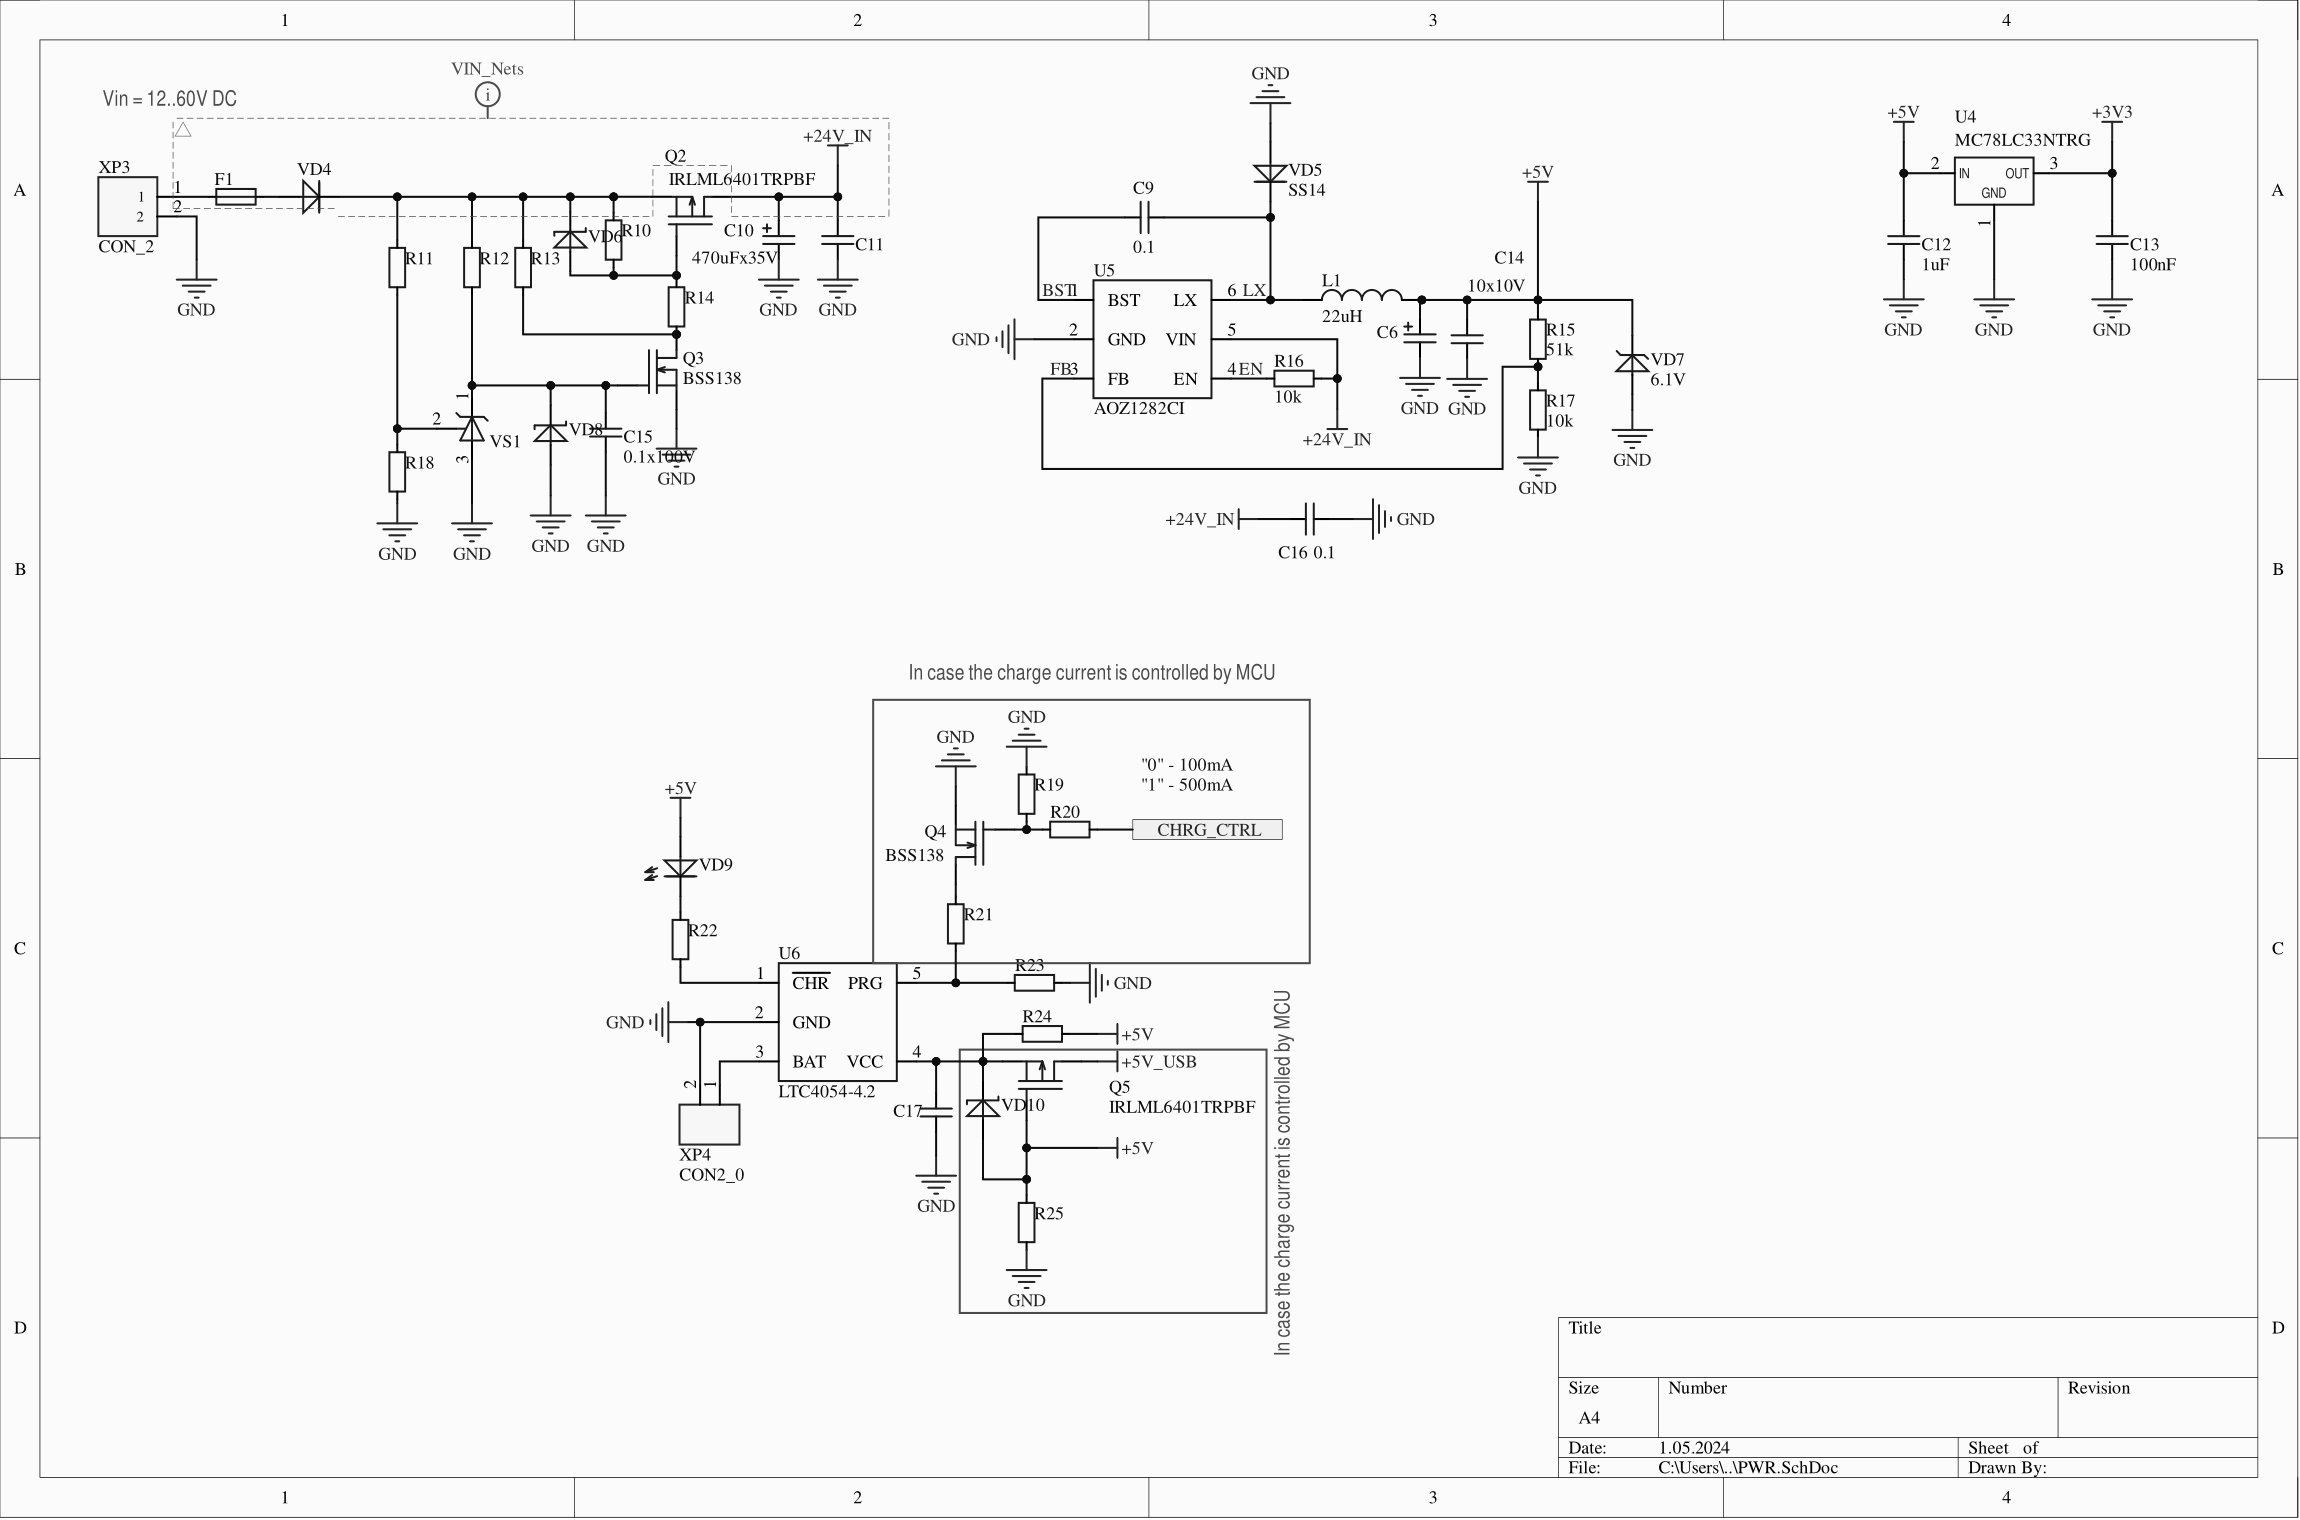 1
2
3
4
A
A
B
B
C
C
D
D
1
2
3
4
VIN_Nets
i
Vin = 12..60V DC
XP3
1
2
CON_2
1
2
GND
F1
VD4
R11
R12
R13
VD6
R10
Q2
IRLML6401TRPBF
+24V_IN
C10
470uFx35V
GND
C11
GND
R14
Q3
BSS138
GND
R18
GND
1
2
3
VS1
GND
VD8
GND
C15
0.1x100V
GND
GND
VD5
SS14
C9
0.1
U5
BST
GND
FB
LX
VIN
EN
AOZ1282CI
BST1
2
FB3
GND
6 LX
5
4 EN
R16
10k
+24V_IN
L1
22uH
C6
GND
C14
10x10V
GND
+5V
R15
51k
R17
10k
GND
VD7
6.1V
GND
+24V_IN
C16 0.1
GND
+5V
U4
MC78LC33NTRG
2
IN
OUT
GND
3
1
+3V3
C12
1uF
GND
GND
C13
100nF
GND
In case the charge current is controlled by MCU
GND
GND
R19
R20
"0" - 100mA
"1" - 500mA
CHRG_CTRL
Q4
BSS138
R21
+5V
VD9
R22
U6
1
2
3
CHR
GND
BAT
PRG
VCC
5
4
LTC4054-4.2
GND
2
1
XP4
CON2_0
R23
GND
R24
+5V
+5V_USB
Q5
IRLML6401TRPBF
VD10
C17
GND
+5V
R25
GND
In case the charge current is controlled by MCU
Title
Size
A4
Number
Revision
Date:
1.05.2024
Sheet of
File:
C:\Users\..\PWR.SchDoc
Drawn By: